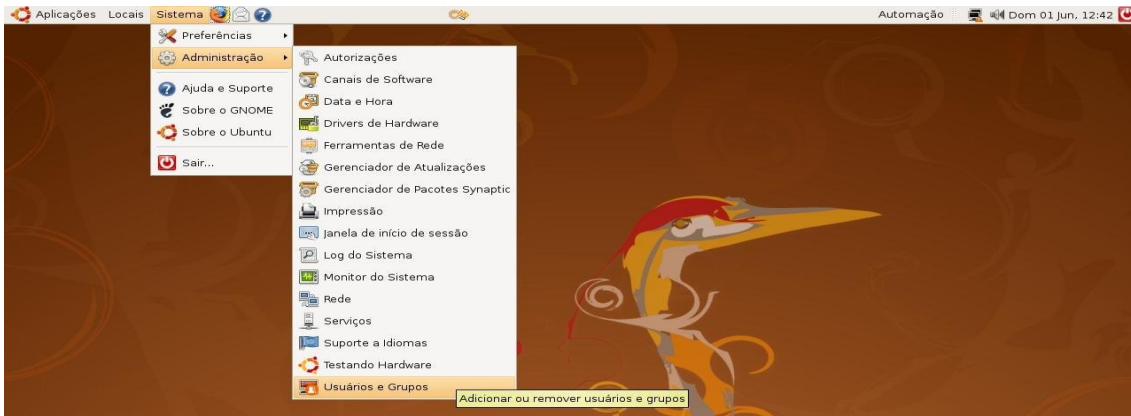 Aplicações Locais Sistema Automação Dom 01 Jun, 12:42
Preferências
Administração
Ajuda e Suporte
Sobre o GNOME
Sobre o Ubuntu
Sair...
Autorizações
Canais de Software
Data e Hora
Drivers de Hardware
Ferramentas de Rede
Gerenciador de Atualizações
Gerenciador de Pacotes Synaptic
Impressão
Janela de início de sessão
Log do Sistema
Monitor do Sistema
Rede
Serviços
Suporte a Idiomas
Testando Hardware
Usuários e Grupos
Adicionar ou remover usuários e grupos